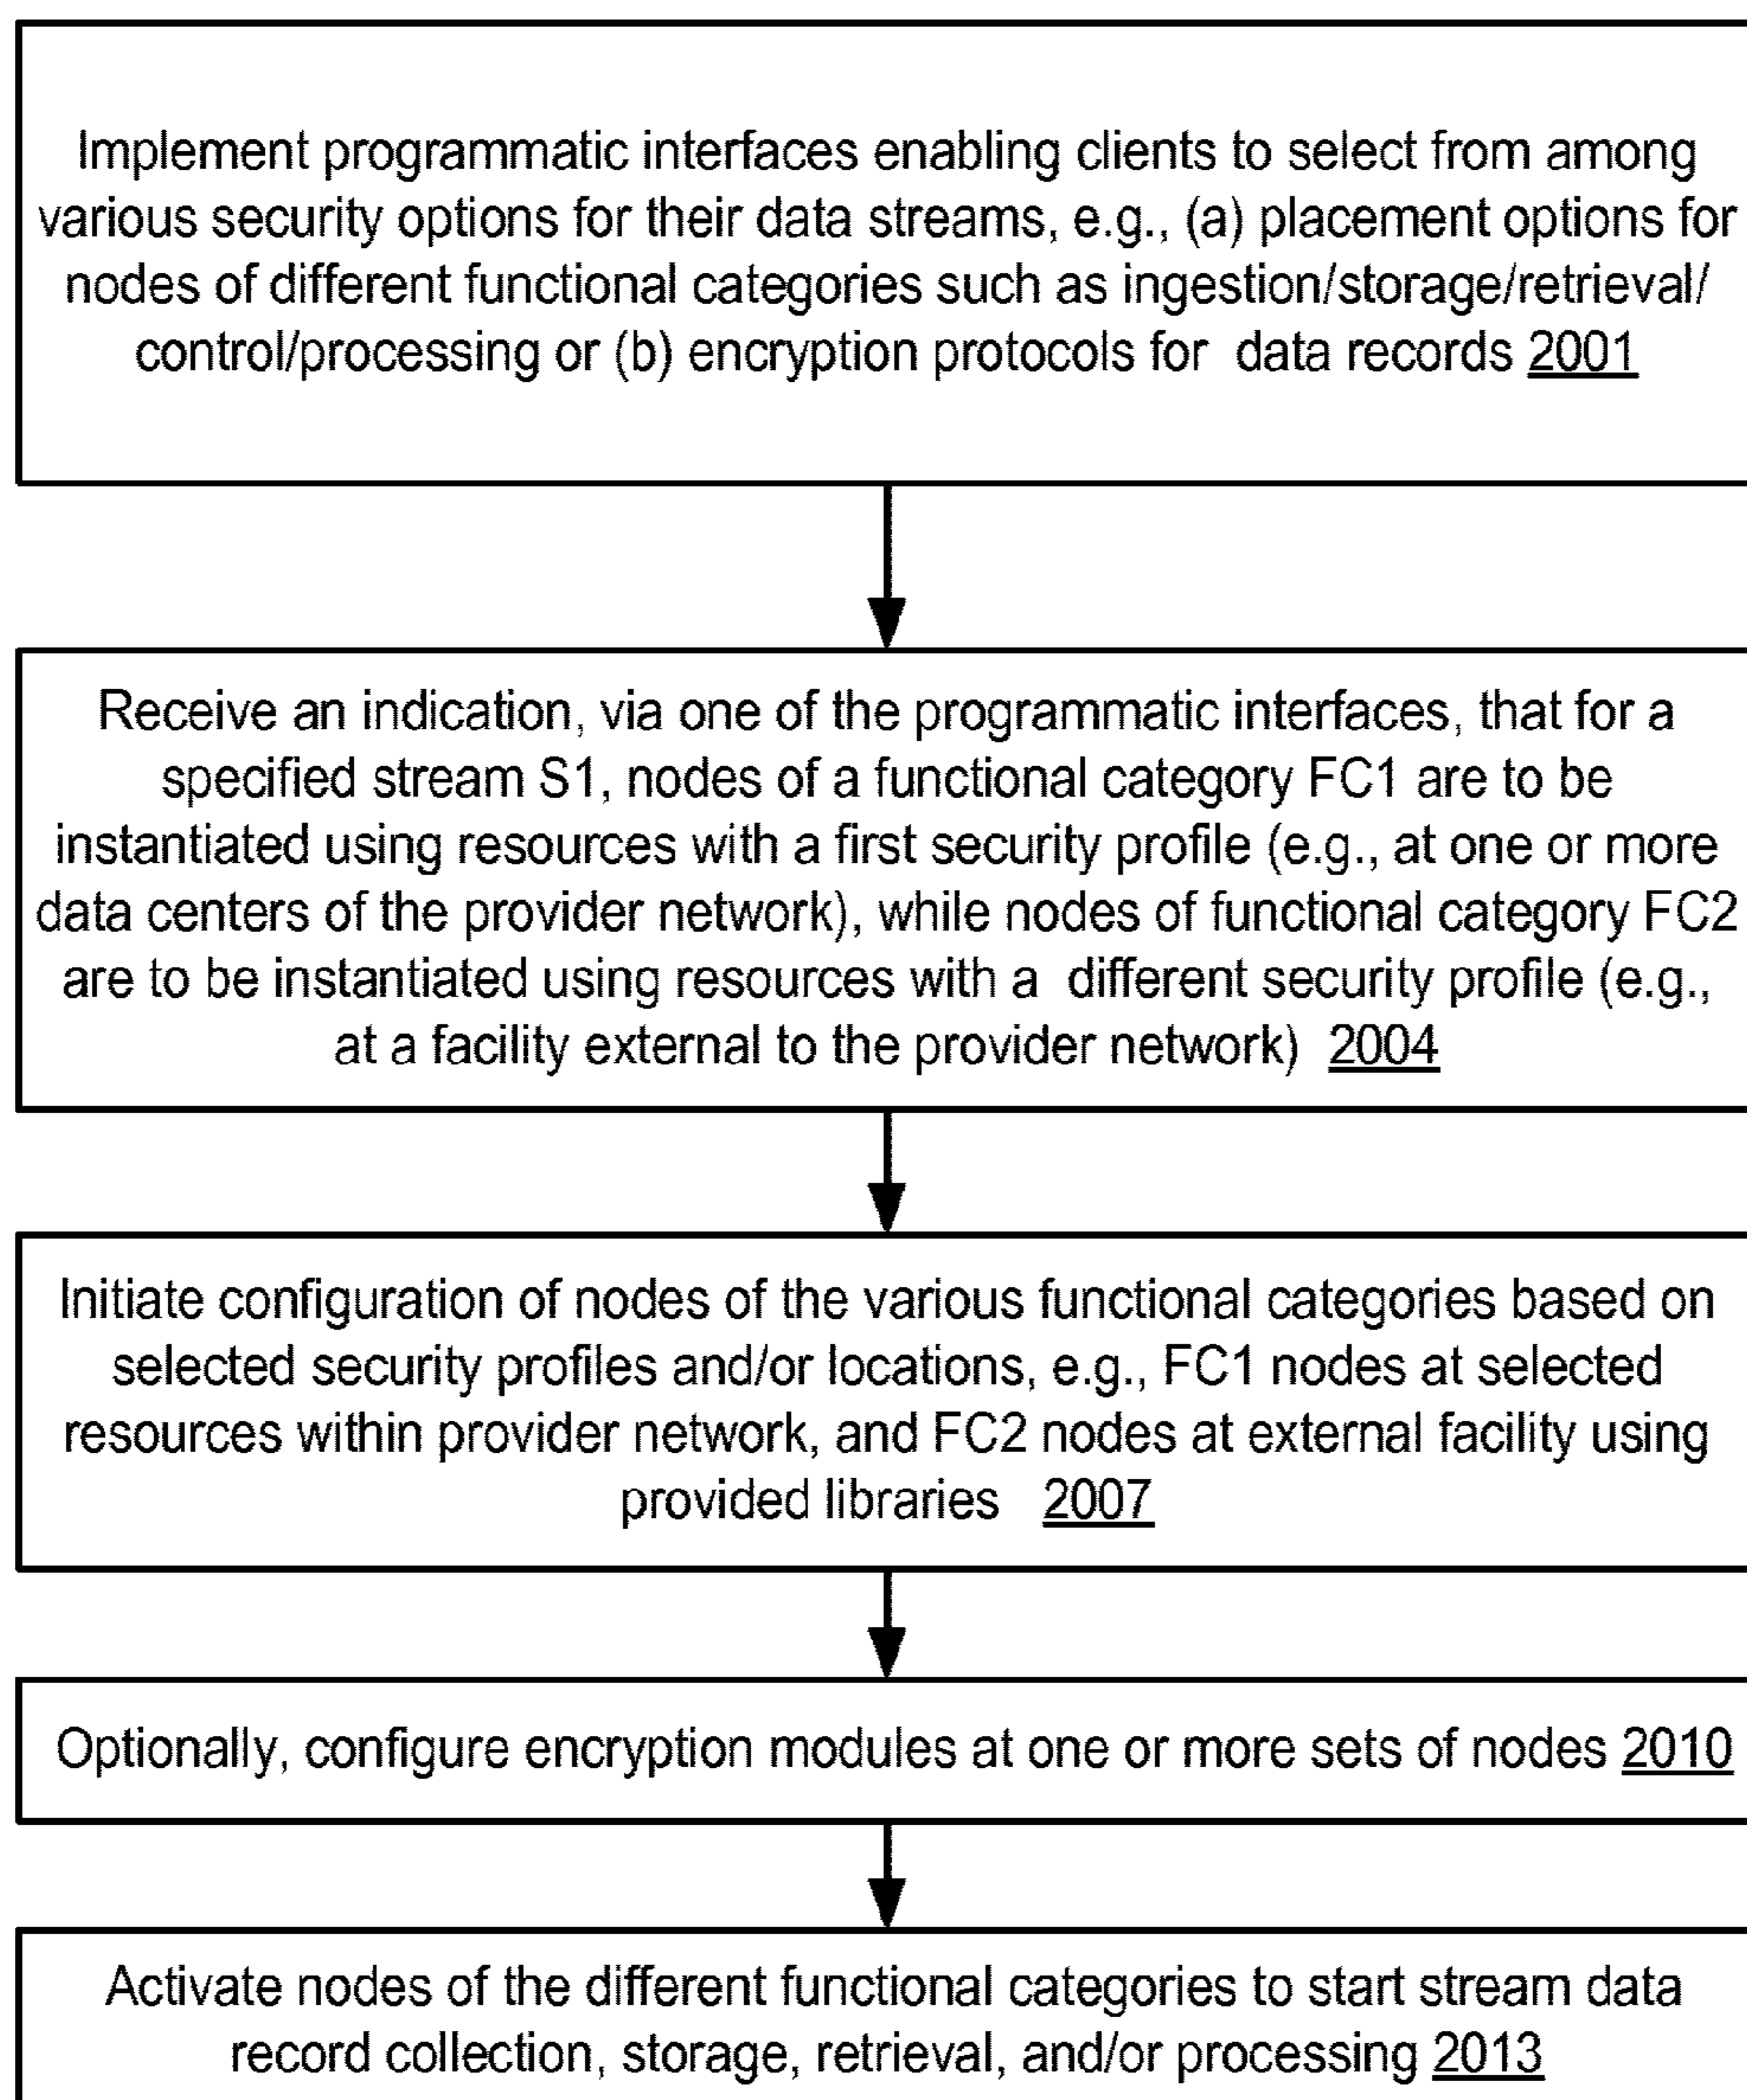 Implement programmatic interfaces enabling clients to select from among
various security options for their data streams, e.g., (a) placement options for
nodes of different functional categories such as ingestion/storage/retrieval/
control/processing or (b) encryption protocols for data records 2001
Receive an indication, via one of the programmatic interfaces, that for a
specified stream S1, nodes of a functional category FC1 are to be
instantiated using resources with a first security profile (e.g., at one or more
data centers of the provider network), while nodes of functional category FC2
are to be instantiated using resources with a different security profile (e.g.,
at a facility external to the provider network) 2004
Initiate configuration of nodes of the various functional categories based on
selected security profiles and/or locations, e.g., FC1 nodes at selected
resources within provider network, and FC2 nodes at external facility using
provided libraries 2007
Optionally, configure encryption modules at one or more sets of nodes 2010
Activate nodes of the different functional categories to start stream data
record collection, storage, retrieval, and/or processing 2013